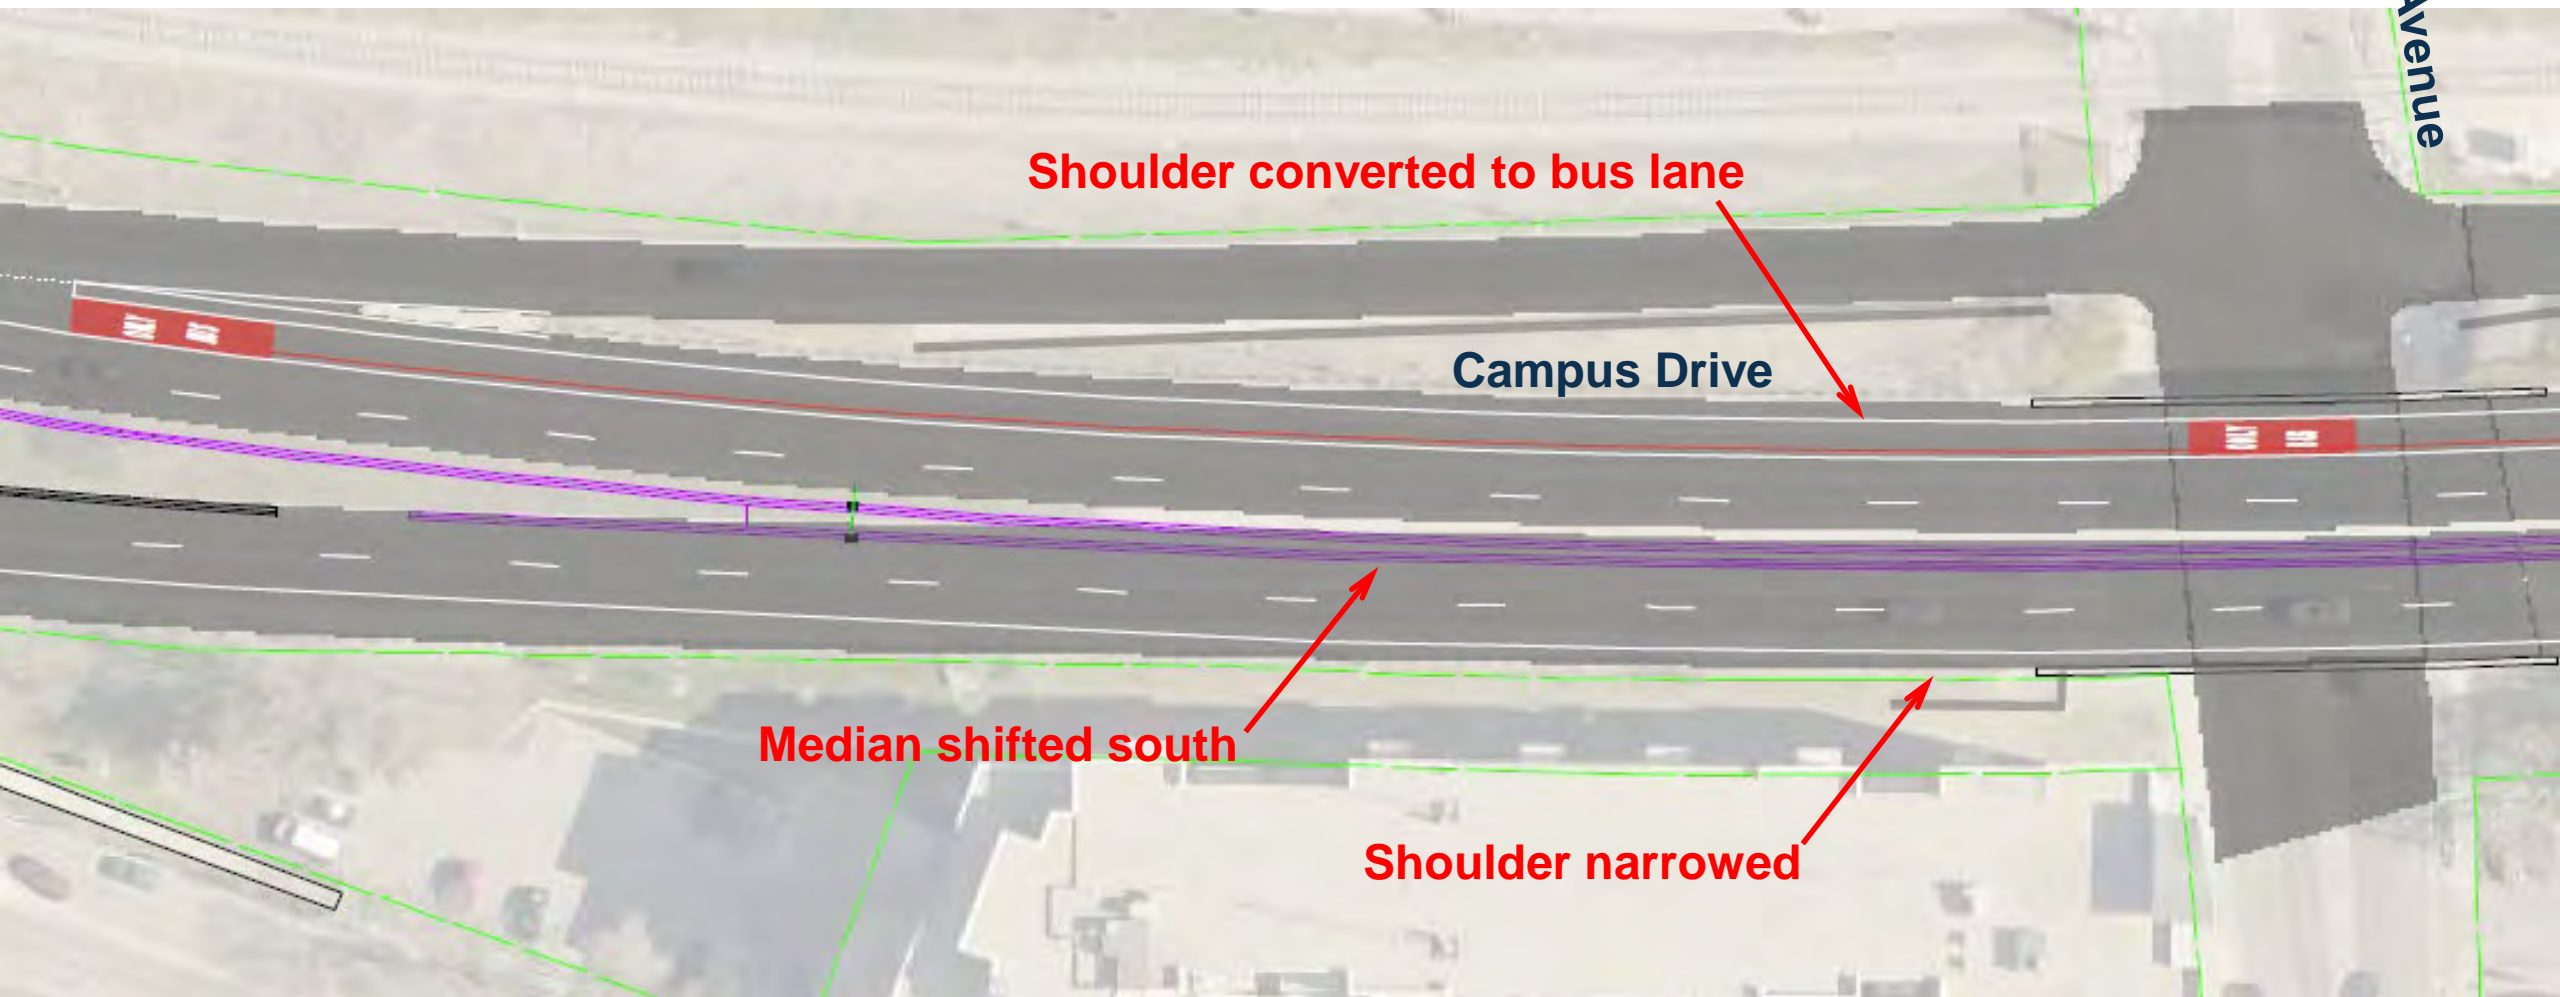 Avenue
Shoulder converted to bus lane
Campus Drive
Median shifted south
Shoulder narrowed